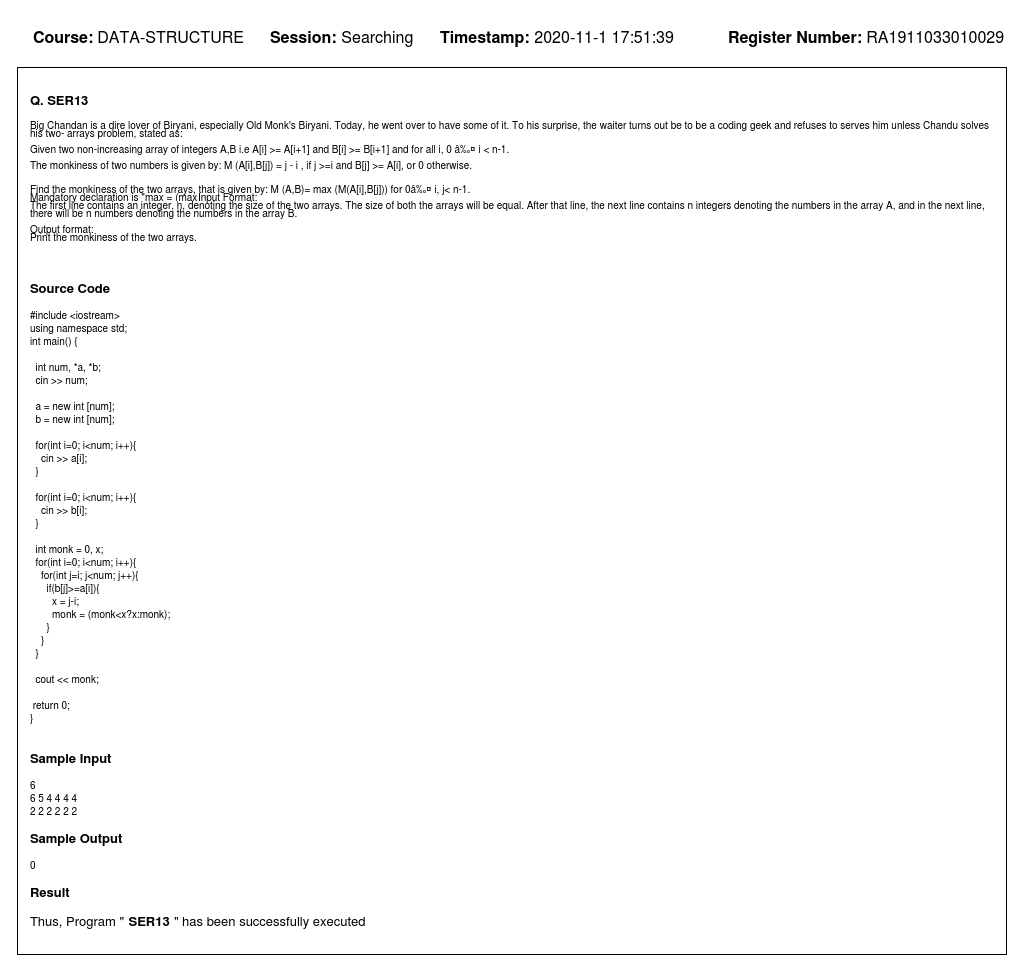 Course: DATA-STRUCTURE Session: Searching Timestamp: 2020-11-1 17:51:39 Register Number: RA1911033010029
Q. SER13
Big Chandan is a dire lover of Biryani, especially Old Monk's Biryani. Today, he went over to have some of it. To his surprise, the waiter turns out be to be a coding geek and refuses to serves him unless Chandu solves
his two- arrays problem, stated as:
Given two non-increasing array of integers A,B i.e A[i] >= A[i+1] and B[i] >= B[i+1] and for all i, 0 â‰¤ i < n-1.
The monkiness of two numbers is given by: M (A[i],B[j]) = j - i , if j >=i and B[j] >= A[i], or 0 otherwise.
Find the monkiness of the two arrays, that is given by: M (A,B)= max (M(A[i],B[j])) for 0â‰¤ i, j< n-1.
Mandatory declaration is "max = (maxInput Format:
The first line contains an integer, n, denoting the size of the two arrays. The size of both the arrays will be equal. After that line, the next line contains n integers denoting the numbers in the array A, and in the next line,
there will be n numbers denoting the numbers in the array B.
Output format:
Print the monkiness of the two arrays.
Source Code
#include <iostream>
using namespace std;
int main() {
int num, *a, *b;
cin >> num;
a = new int [num];
b = new int [num];
for(int i=0; i<num; i++){
cin >> a[i];
}
for(int i=0; i<num; i++){
cin >> b[i];
}
int monk = 0, x;
for(int i=0; i<num; i++){
for(int j=i; j<num; j++){
if(b[j]>=a[i]){
x = j-i;
monk = (monk<x?x:monk);
}
}
}
cout << monk;
return 0;
}
Sample Input
6
6 5 4 4 4 4
2 2 2 2 2 2
Sample Output
0
Result
Thus, Program " SER13 " has been successfully executed